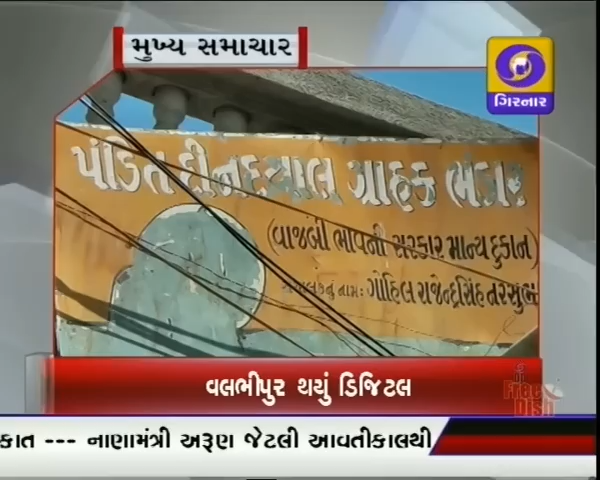 મુખ્ય સમાચાર
ગિરનાર
પંડિત દીનદયાલ ગ્રાહક ભંડાર
(વાજબી ભાવની સરકાર માન્ય દુકાન)
નામ: ગોહિલ રાજેન્દ્રસિંહ નરસુભ
વલભીપુર થયું ડિજિટલ
Free
Dish
કાત --- નાણામંત્રી અરૂણ જેટલી આવતીકાલથી